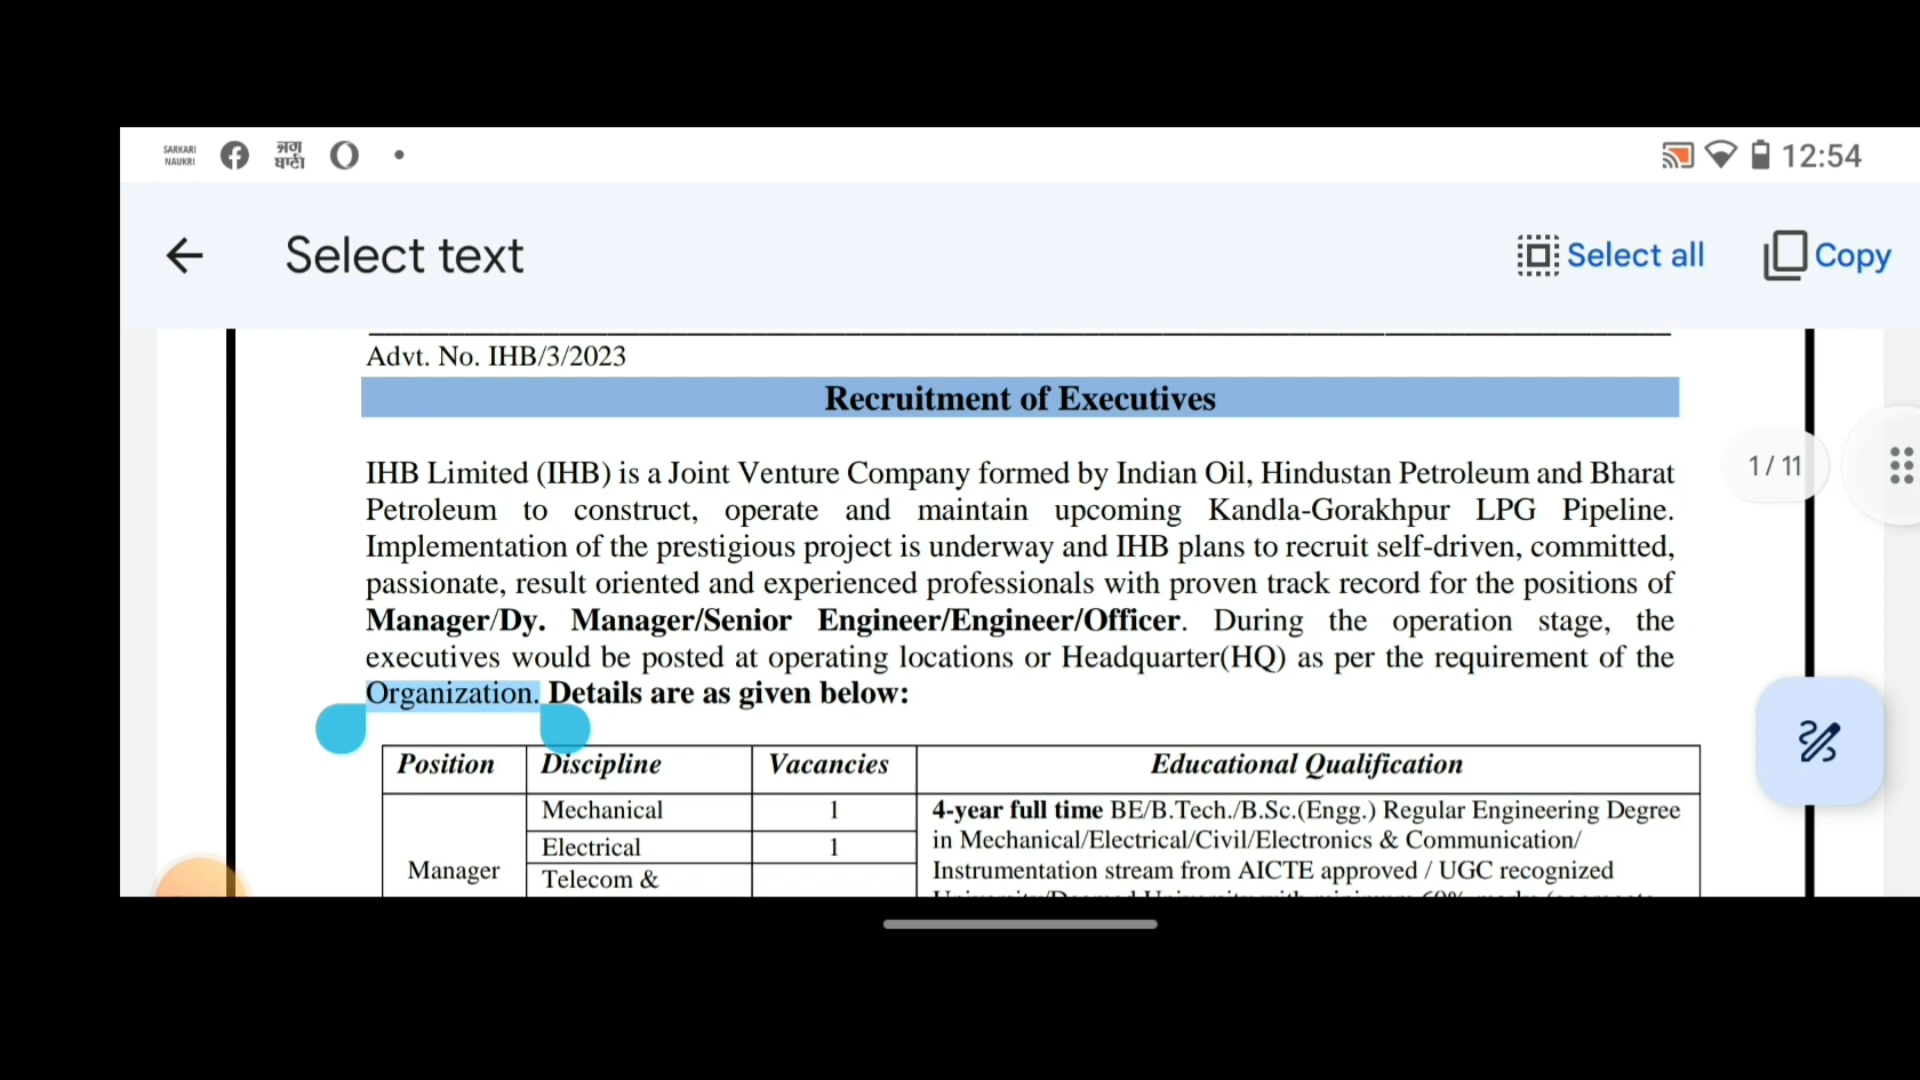 SARKARI
NAUKRI
ਜਗ
ਬਾਣੀ
12:54
Select text
Select all
Copy
Advt. No. IHB/3/2023
Recruitment of Executives
IHB Limited (IHB) is a Joint Venture Company formed by Indian Oil, Hindustan Petroleum and Bharat
Petroleum to construct, operate and maintain upcoming Kandla-Gorakhpur LPG Pipeline.
Implementation of the prestigious project is underway and IHB plans to recruit self-driven, committed,
passionate, result oriented and experienced professionals with proven track record for the positions of
Manager/Dy. Manager/Senior Engineer/Engineer/Officer. During the operation stage, the
executives would be posted at operating locations or Headquarter(HQ) as per the requirement of the
Organization. Details are as given below:
1 / 11
Position Discipline Vacancies Educational Qualification
Manager
Mechanical 1
Electrical 1
Telecom &
4-year full time BE/B.Tech./B.Sc.(Engg.) Regular Engineering Degree
in Mechanical/Electrical/Civil/Electronics & Communication/
Instrumentation stream from AICTE approved / UGC recognized